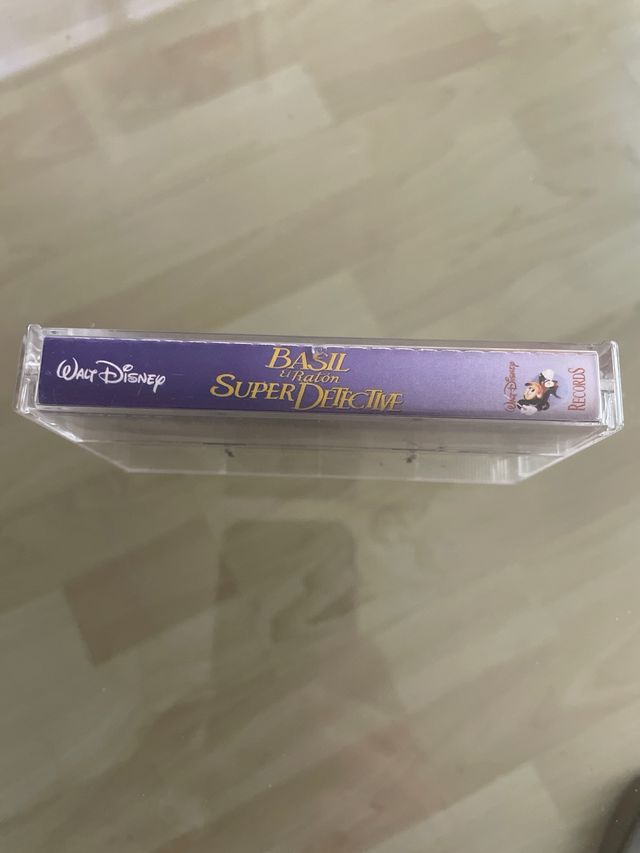 WALT DISNEY
BASIL
El Ratón
SUPER DETECTIVE
WALT DISNEY
RECORDS